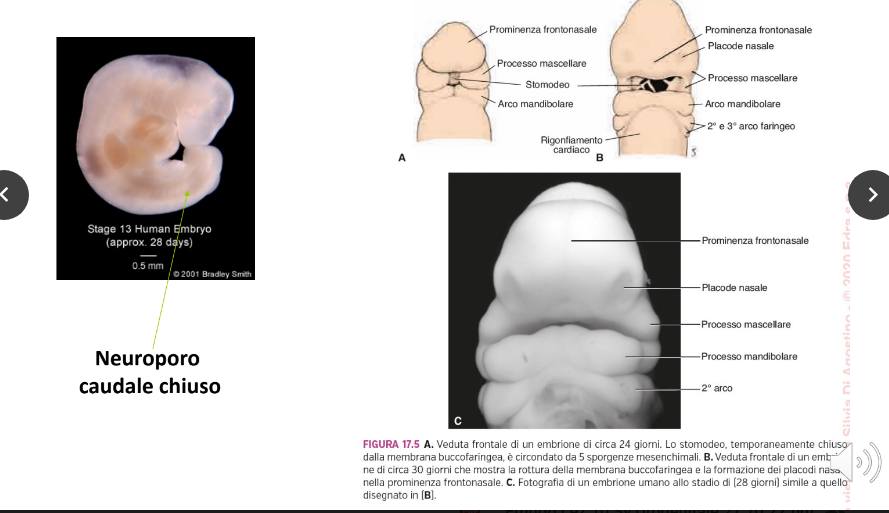 Prominenza frontonasale
Processo mascellare
Stomodeo
Arco mandibolare
A
Prominenza frontonasale
Placode nasale
Processo mascellare
Arco mandibolare
2° e 3° arco faringeo
Rigonfiamento
cardiaco
B
Stage 13 Human Embryo
(approx. 28 days)
0.5 mm
© 2001 Bradley Smith
Neuroporo
caudale chiuso
Prominenza frontonasale
Placode nasale
Processo mascellare
Processo mandibolare
2° arco
C
FIGURA 17.5 A. Veduta frontale di un embrione di circa 24 giorni. Lo stomodeo, temporaneamente chiuso
dalla membrana buccofaringea, è circondato da 5 sporgenze mesenchimali. B. Veduta frontale di un
ne di circa 30 giorni che mostra la rottura della membrana buccofaringea e la formazione dei placodi
nella prominenza frontonasale. C. Fotografia di un embrione umano allo stadio di (28 giorni) simile a quello
disegnato in (B).
Silvia Di Agostino - © 2020 Edra